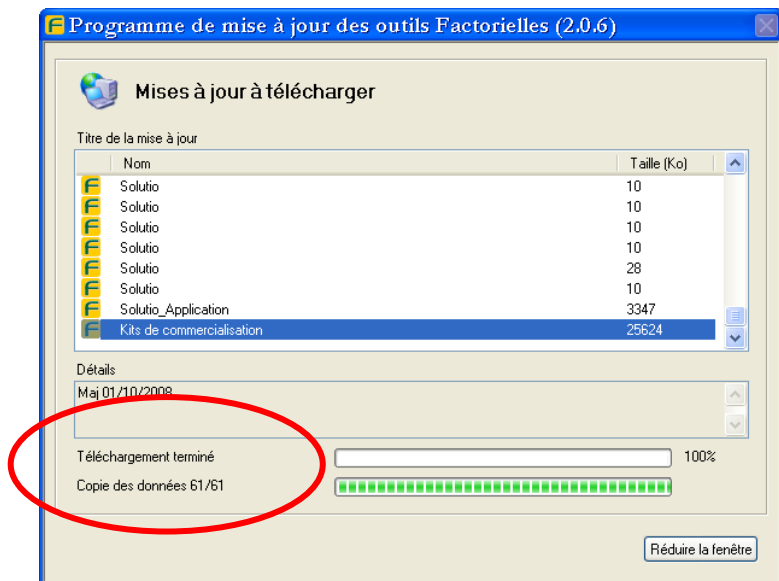 F Programme de mise à jour des outils Factorielles (2.0.6)
Mises à jour à télécharger
Titre de la mise à jour
Nom Taille (Ko)
F Solutio 10
F Solutio 10
F Solutio 10
F Solutio 10
F Solutio 28
F Solutio 10
F Solutio_Application 3347
F Kits de commercialisation 25624
Détails
Maj 01/10/2008
Téléchargement terminé 100%
Copie des données 61/61
Réduire la fenêtre